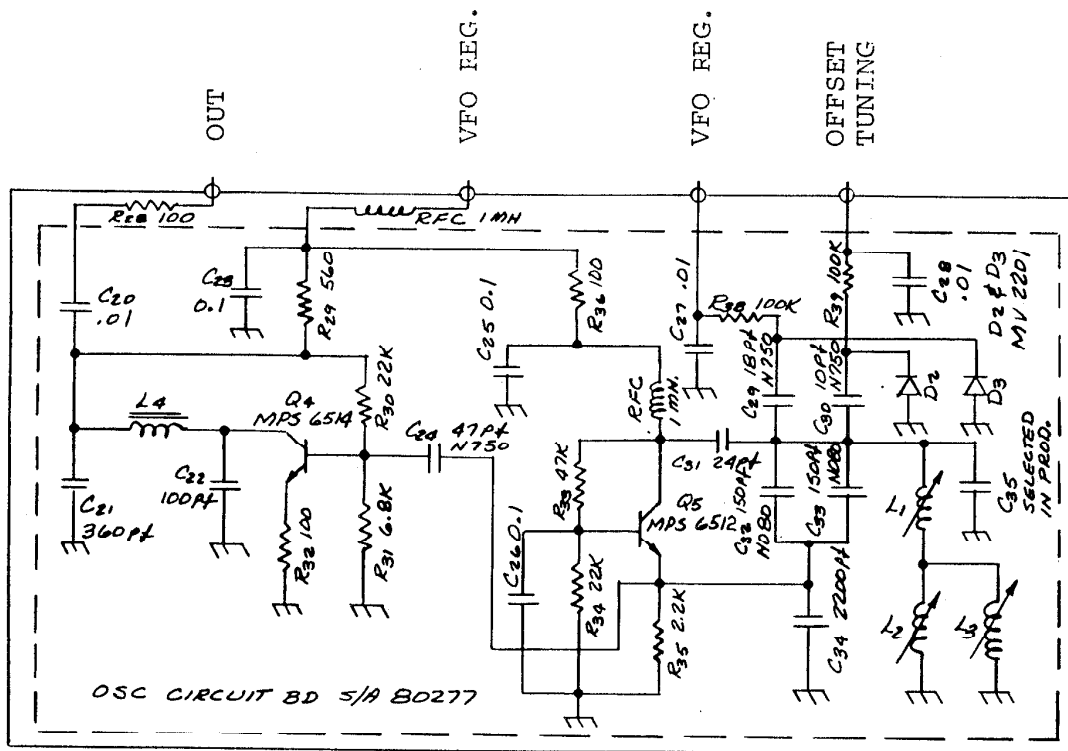 OUT
VFO REG.
VFO REG.
OFFSET
TUNING
R28 100
RFC 1MH
C20
.01
C23
0.1
R29 560
C25 0.1
R36 100
C27 .01
R38 100K
R39 100K
C28
.01
D2 & D3
MV 2201
L4
Q4
MPS 6514
R30 22K
C24
47Pf
N750
RFC
1MH.
C29 18Pf
N750
C30 10Pf
N750
D2
D3
C21
360pf
C22
100pf
R32 100
R31 6.8K
R33 47K
C31 24pf
Q5
MPS 6512
C32 150pf
N080
C33 150pf
N080
L1
C35
SELECTED
IN PROD.
C26 0.1
R34 22K
R35 2.2K
C34 2200pf
L2
L3
OSC CIRCUIT BD S/A 80277